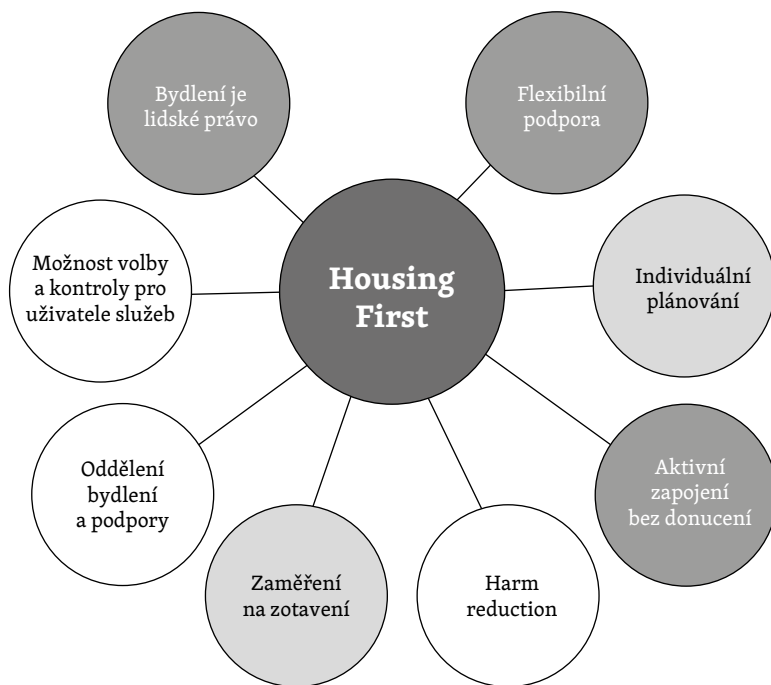 Bydlení je
lidské právo
Flexibilní
podpora
Možnost volby
a kontroly pro
uživatele služeb
Housing
First
Individuální
plánování
Oddělení
bydlení
a podpory
Aktivní
zapojení
bez donucení
Zaměření
na zotavení
Harm
reduction